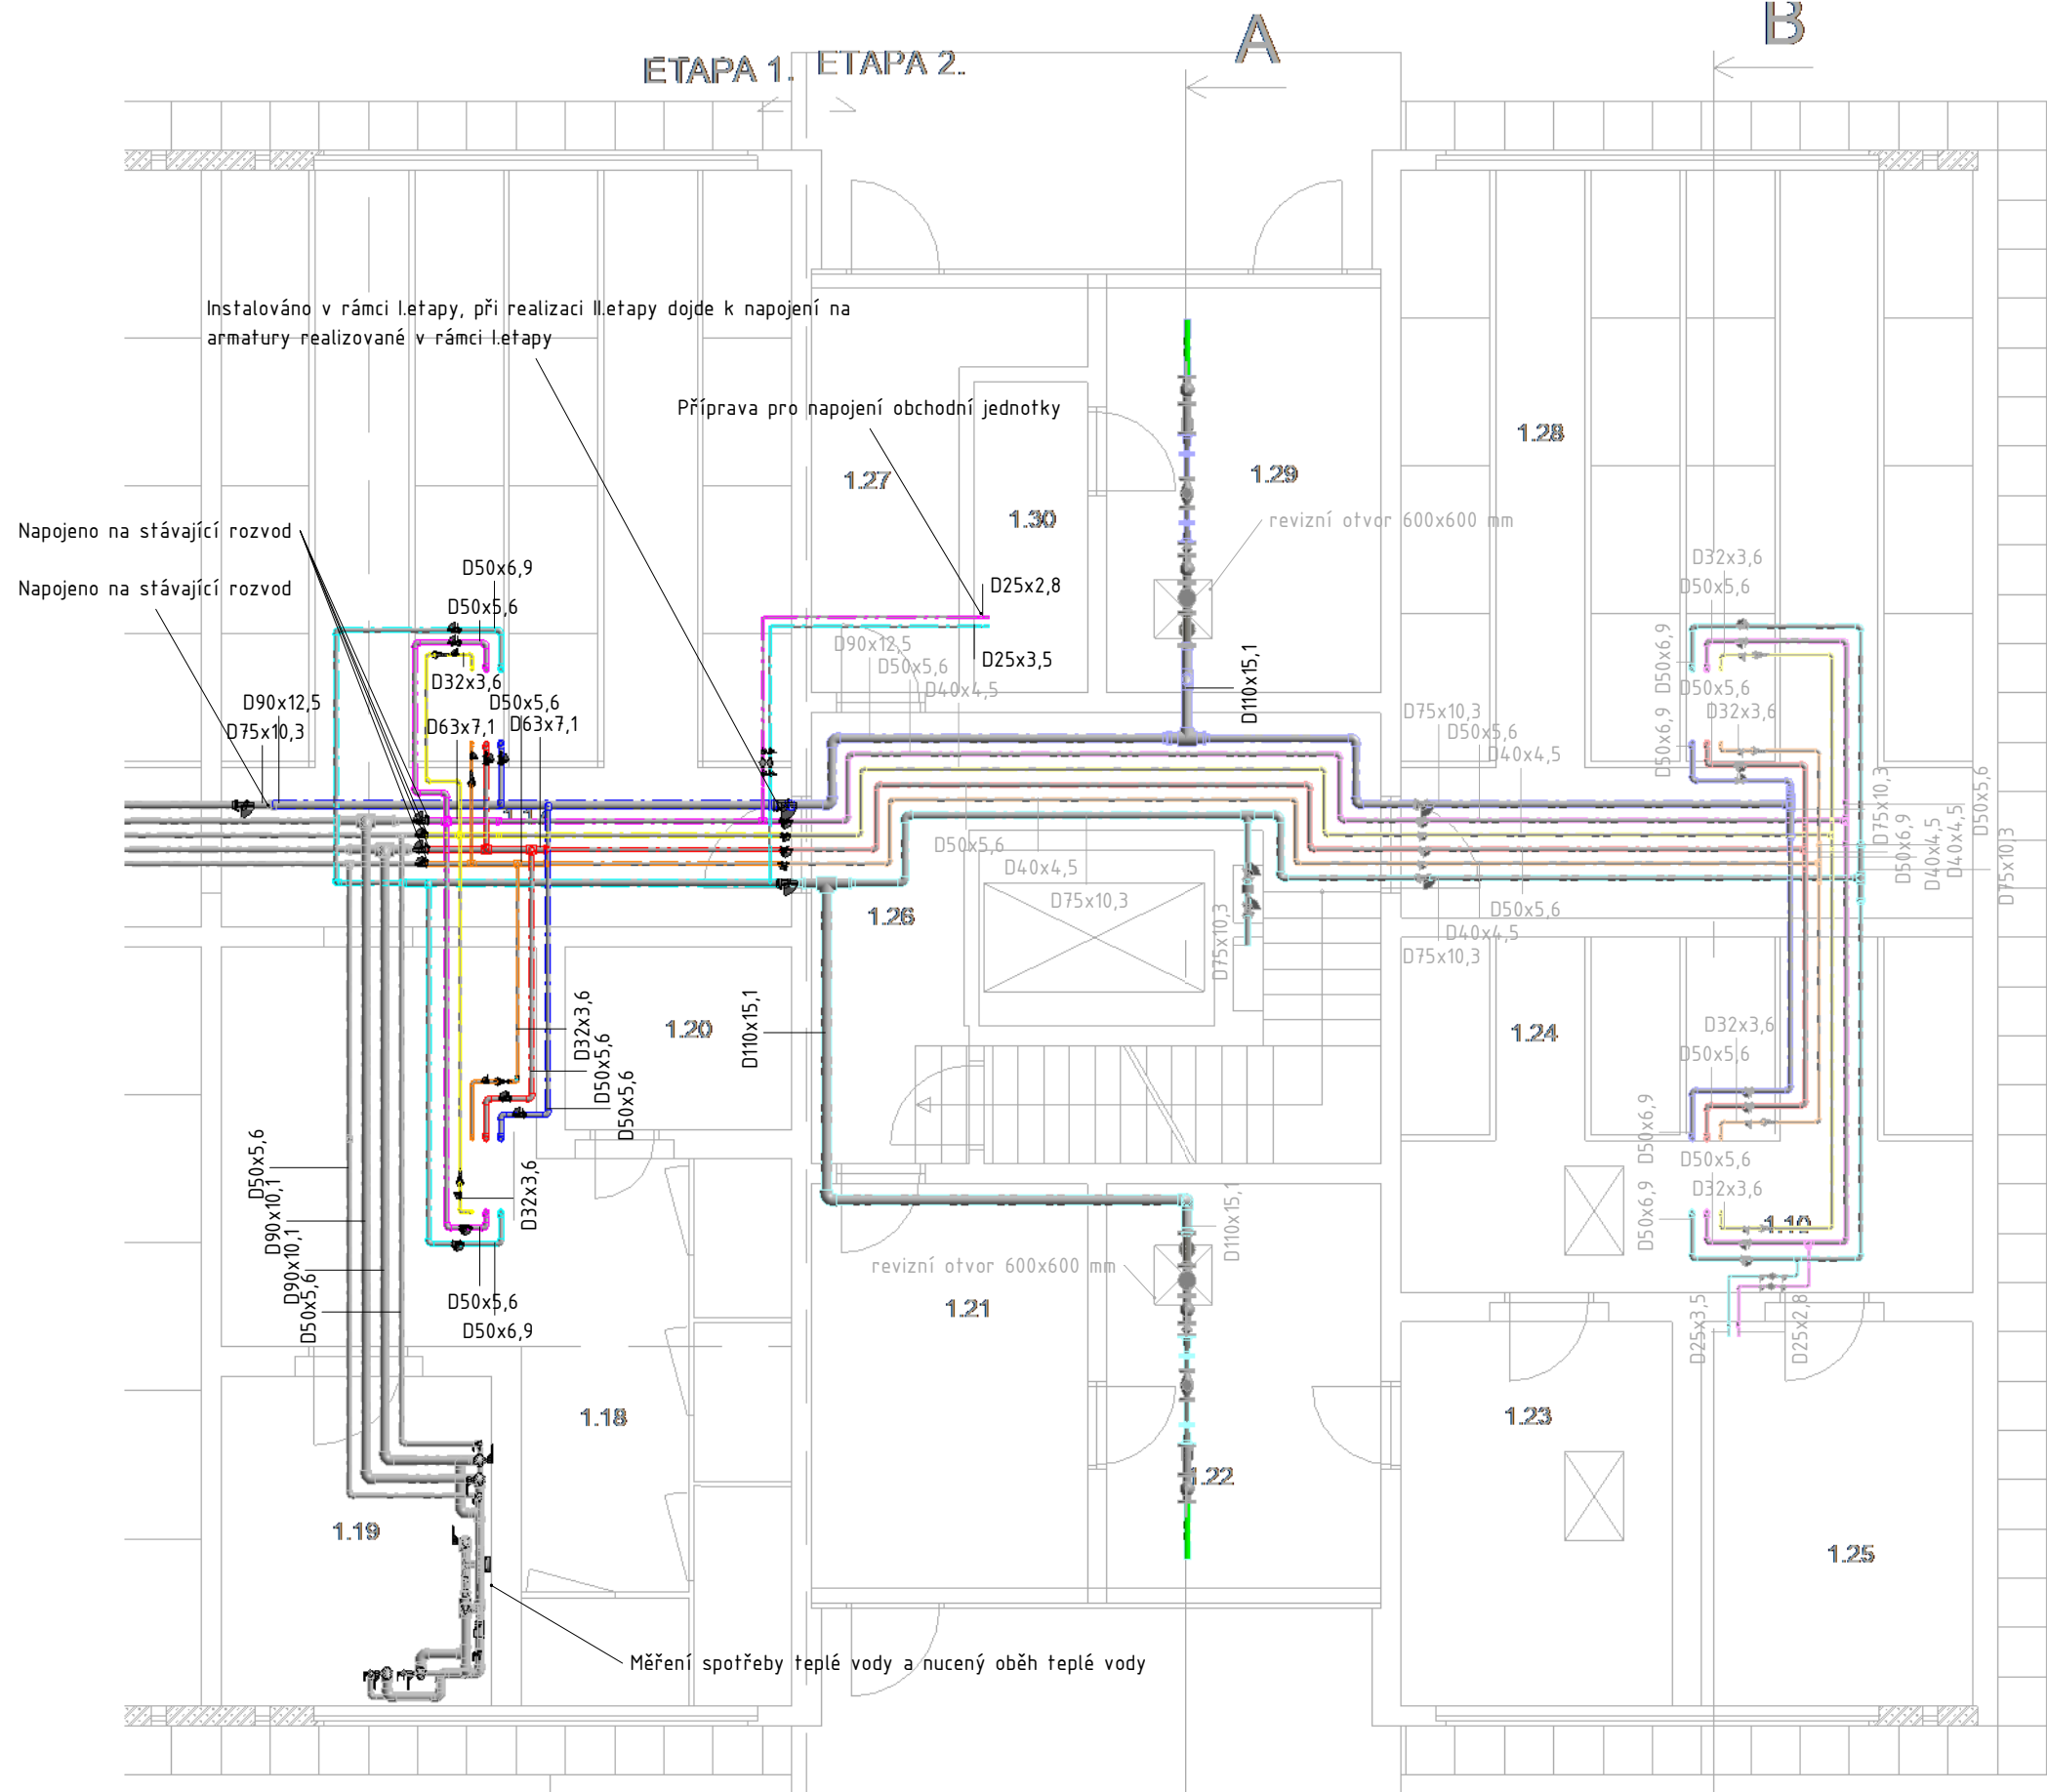 A
B
ETAPA 1.
ETAPA 2.
Instalováno v rámci I.etapy, při realizaci II.etapy dojde k napojení na
armatury realizované v rámci I.etapy
Příprava pro napojení obchodní jednotky
1.28
1.27
1.29
1.30
revizní otvor 600x600 mm
Napojeno na stávající rozvod
Napojeno na stávající rozvod
D50x6,9
D50x5,6
D32x3,6
D50x5,6
D63x7,1
D63x7,1
D90x12,5
D75x10,3
D25x2,8
D25x3,5
D90x12,5
D50x5,6
D40x4,5
D110x15,1
D32x3,6
D50x5,6
D50x6,9
D50x5,6
D32x3,6
D50x6,9
D75x10,3
D50x5,6
D40x4,5
D75x10,3
D50x6,9
D40x4,5
D40x4,5
D50x5,6
D75x10,3
D50x5,6
D40x4,5
D75x10,3
D75x10,3
D50x5,6
D40x4,5
D75x10,3
1.26
1.20
1.24
D110x15,1
D32x3,6
D50x5,6
D50x5,6
D32x3,6
D50x5,6
D90x10,1
D90x10,1
D50x5,6
D50x5,6
D50x6,9
D32x3,6
D50x5,6
D50x6,9
D50x5,6
D32x3,6
D50x6,9
1.10
D25x3,5
D25x2,8
D110x15,1
revizní otvor 600x600 mm
1.21
1.18
1.23
1.22
1.19
1.25
Měření spotřeby teplé vody a nucený oběh teplé vody